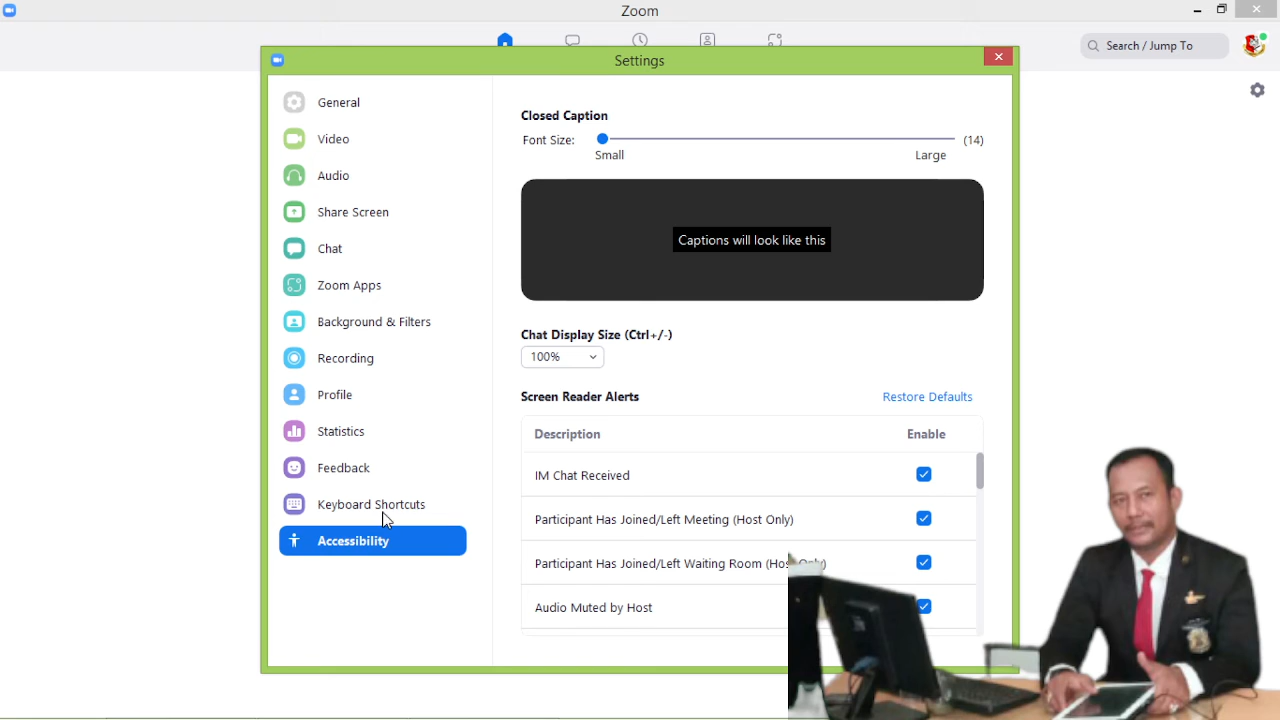 Zoom
Search / Jump To
Settings
General
Video
Audio
Share Screen
Chat
Zoom Apps
Background & Filters
Recording
Profile
Statistics
Feedback
Keyboard Shortcuts
Accessibility
Closed Caption
Font Size:
(14)
Small
Large
Captions will look like this
Chat Display Size (Ctrl+/-)
100%
Screen Reader Alerts
Restore Defaults
Description
Enable
IM Chat Received
Participant Has Joined/Left Meeting (Host Only)
Participant Has Joined/Left Waiting Room (Host Only)
Audio Muted by Host